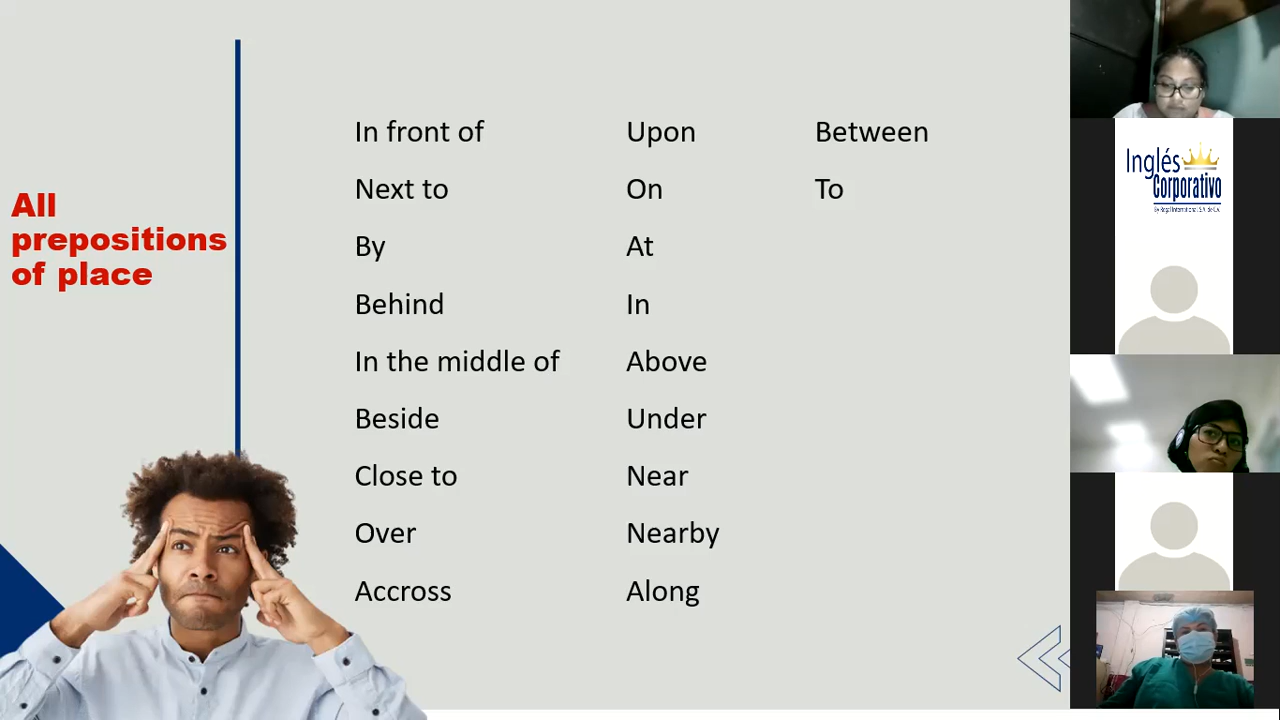 All
prepositions
of place
In front of
Next to
By
Behind
In the middle of
Beside
Close to
Over
Accross
Upon
On
At
In
Above
Under
Near
Nearby
Along
Between
To
Inglés
Corporativo